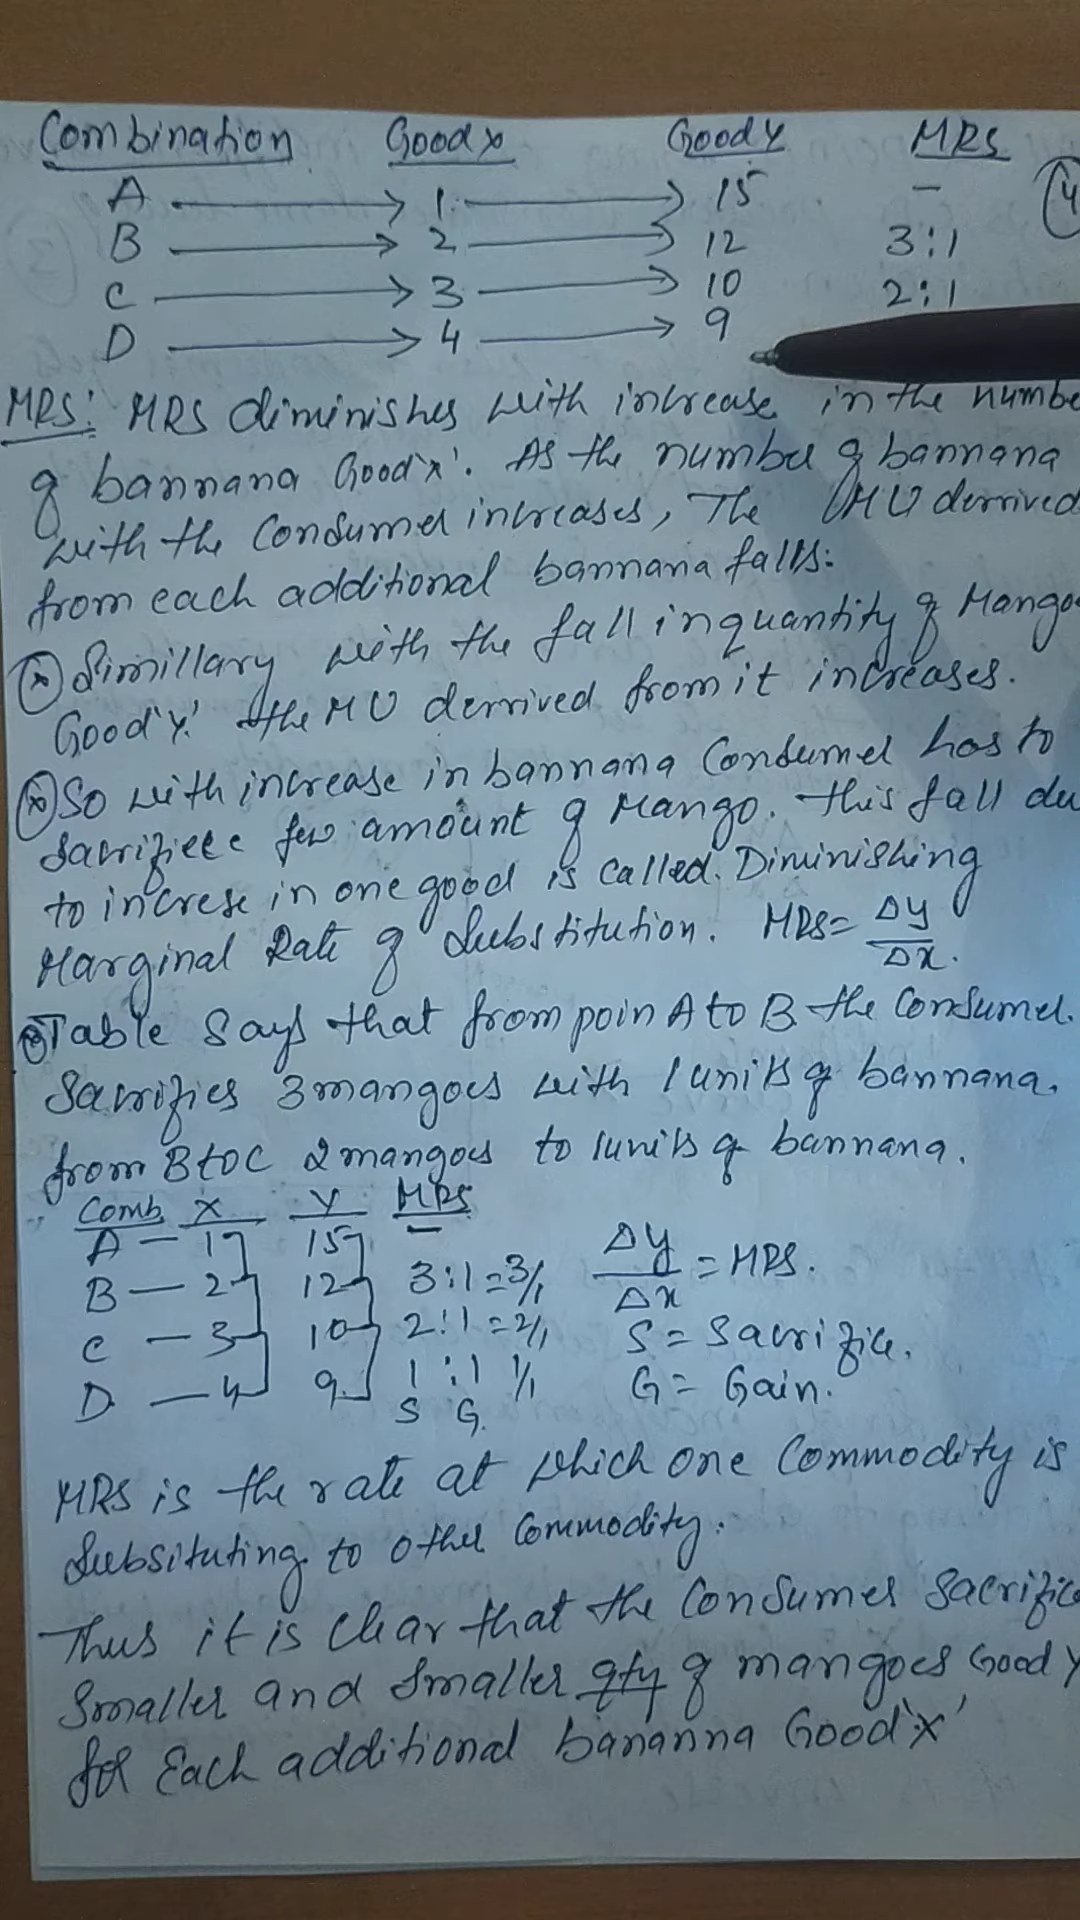 Combination Good x Good y MRS
A → 1 → 15 –
B → 2 → 12 3:1
C → 3 → 10 2:1
D → 4 → 9
4
MRS: MRS diminishes with increase in the numbe
of bannana Good 'x'. As the number of bannana
with the Consumer increases, The MU derrived
from each additional bannana falls.
Simillary with the fall in quantity of Mango
Good 'Y' the MU derrived from it increases.
So with increase in bannana Consumer has to
Sacrifiece few amount of Mango. this fall du
to increse in one good is Called. Diminishing
Marginal Rate of Substitution. MRS = Δy/Δx.
Table Says that from poin A to B the Consumer.
Sacrifies 3 mangoes with 1 units of bannana.
from B to C 2 mangoes to 1 units of bannana.
Comb X Y MRS
A – 1 15 –
B – 2 12 3:1 = 3/1 Δy/Δx = MRS.
C – 3 10 2:1 = 2/1 S = Sacrifice.
D – 4 9 1:1 1/1 G = Gain.
S G.
MRS is the rate at which one Commodity is
Subsituting to other Commodity.
Thus it is Clear that the Consumer Sacrifice
Smaller and Smaller qty of mangoes Good Y
for Each additional bananna Good 'x'